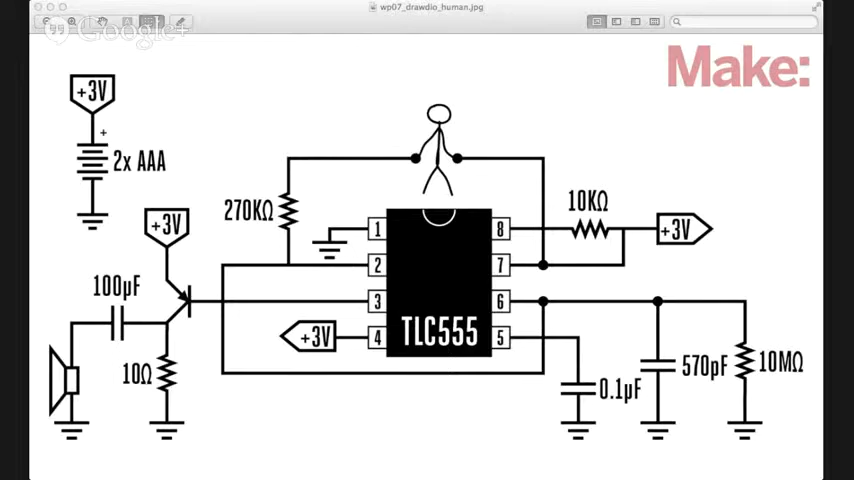 wp07_drawdio_human.jpg
Google+
Make:
+3V
+
2x AAA
+3V
270KΩ
10KΩ
+3V
1
8
2
7
3
6
4
5
TLC555
+3V
100µF
10Ω
0.1µF
570pF
10MΩ